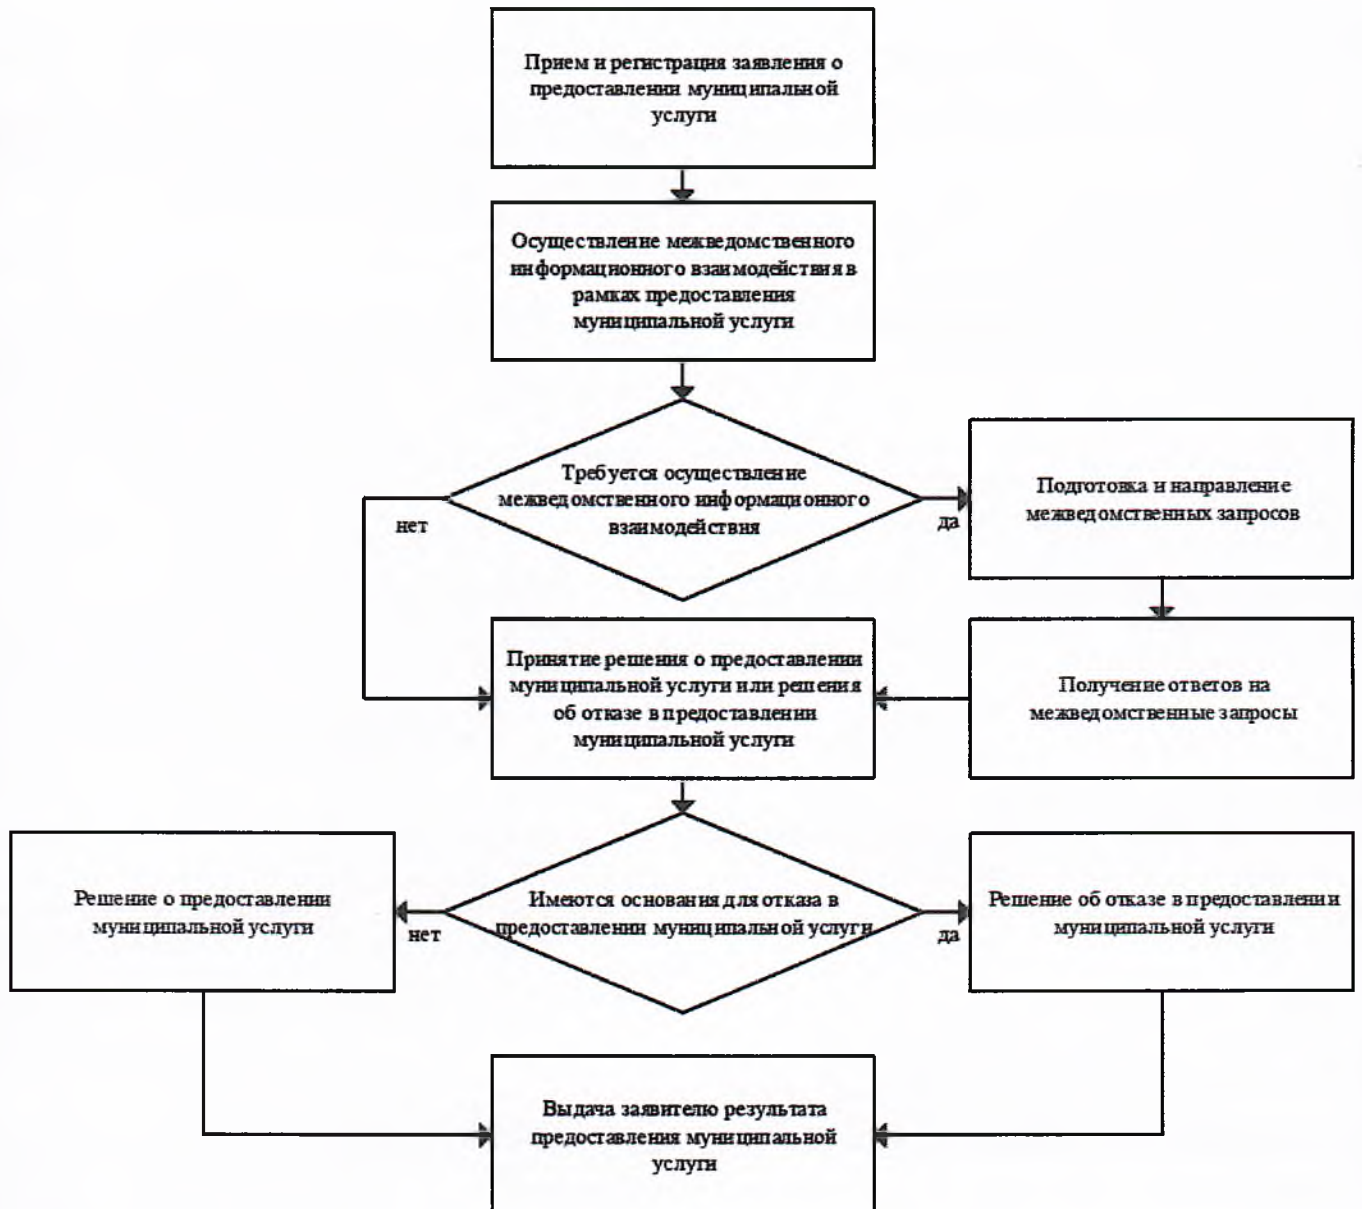 Прием и регистрация заявления о
предоставлении муниципальной
услуги
Осуществление межведомственного
информационного взаимодействия в
рамках предоставления
муниципальной услуги
Требуется осуществление
межведомственного информационного
взаимодействия
нет
да
Подготовка и направление
межведомственных запросов
Принятие решения о предоставлении
муниципальной услуги или решения
об отказе в предоставлении
муниципальной услуги
Получение ответов на
межведомственные запросы
Решение о предоставлении
муниципальной услуги
нет
Имеются основания для отказа в
предоставлении муниципальной услуги
да
Решение об отказе в предоставлении
муниципальной услуги
Выдача заявителю результата
предоставления муниципальной
услуги